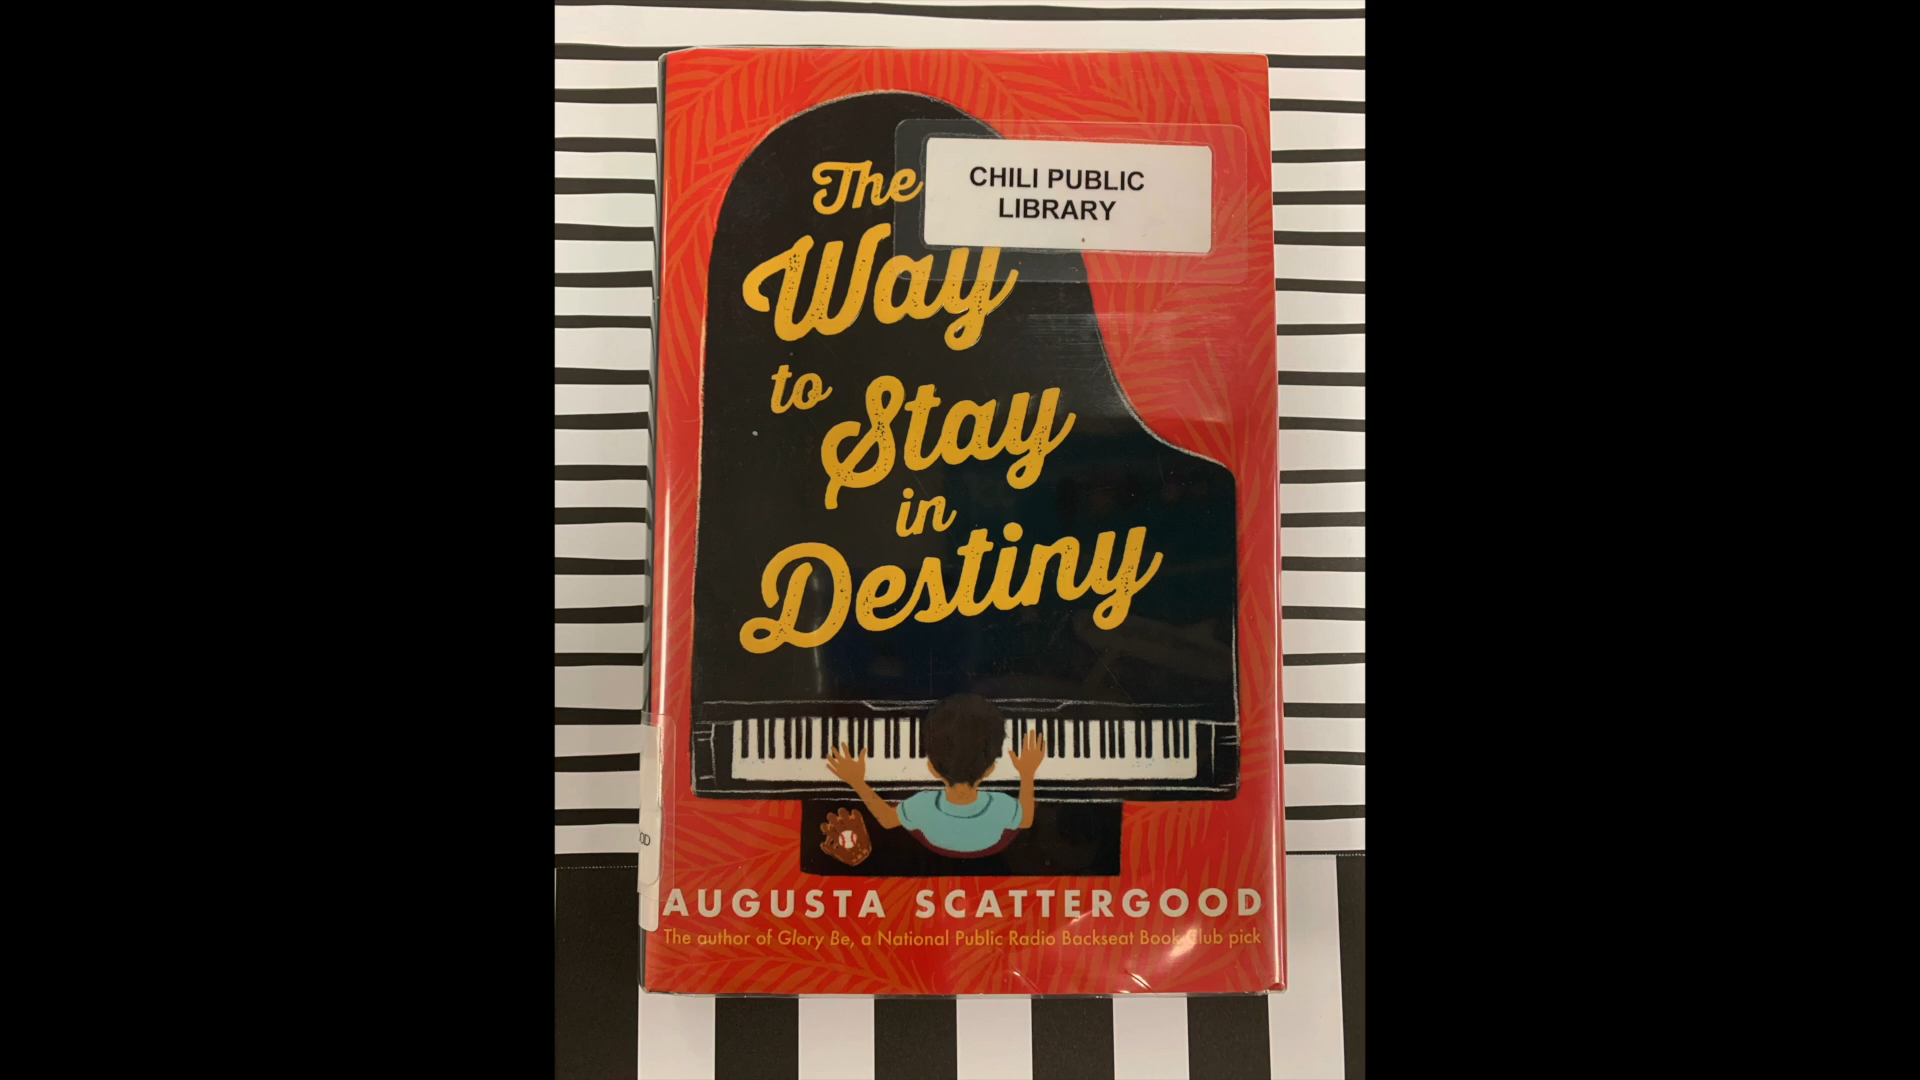 The
CHILI PUBLIC
LIBRARY
Way
to
Stay
in
Destiny
AUGUSTA SCATTERGOOD
The author of Glory Be, a National Public Radio Backseat Book Club pick